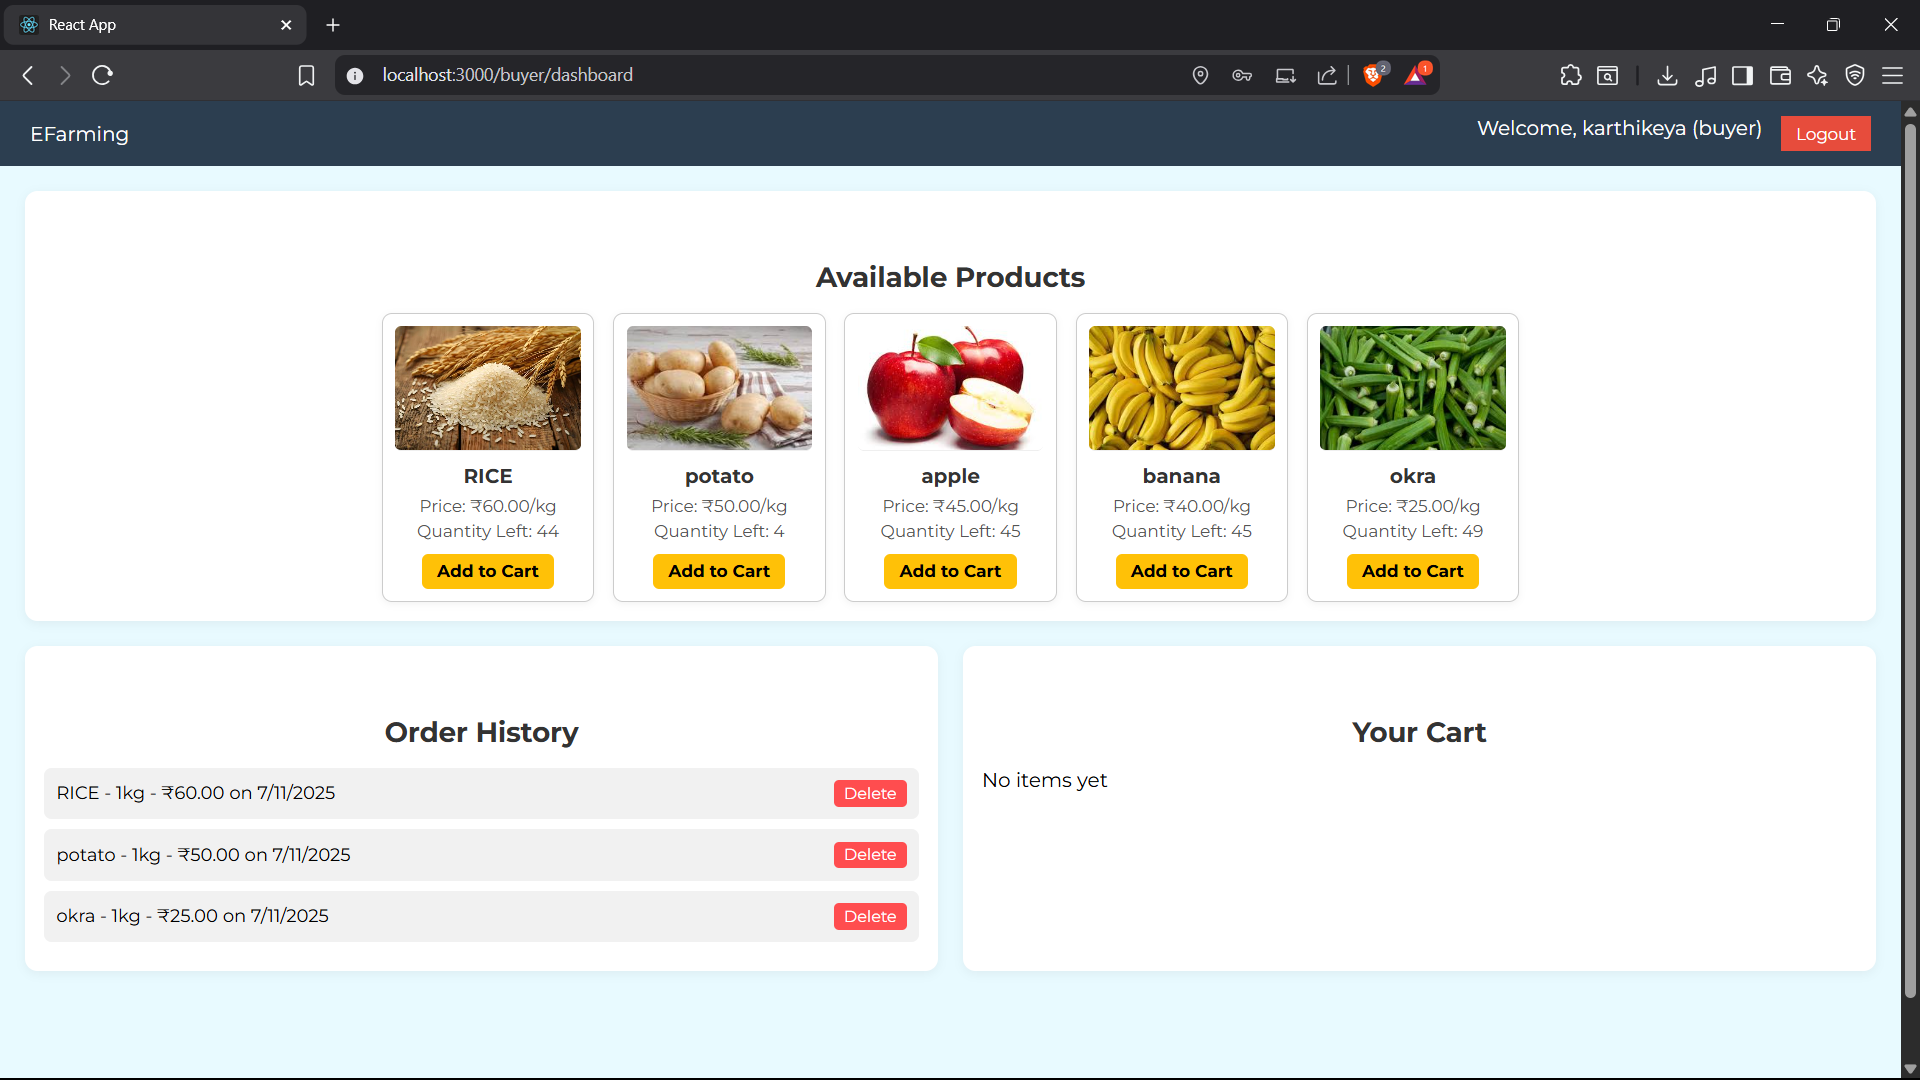 React App
localhost:3000/buyer/dashboard
2
1
EFarming
Welcome, karthikeya (buyer)
Logout
Available Products
RICE
Price: ₹60.00/kg
Quantity Left: 44
Add to Cart
potato
Price: ₹50.00/kg
Quantity Left: 4
Add to Cart
apple
Price: ₹45.00/kg
Quantity Left: 45
Add to Cart
banana
Price: ₹40.00/kg
Quantity Left: 45
Add to Cart
okra
Price: ₹25.00/kg
Quantity Left: 49
Add to Cart
Order History
RICE - 1kg - ₹60.00 on 7/11/2025
Delete
potato - 1kg - ₹50.00 on 7/11/2025
Delete
okra - 1kg - ₹25.00 on 7/11/2025
Delete
Your Cart
No items yet